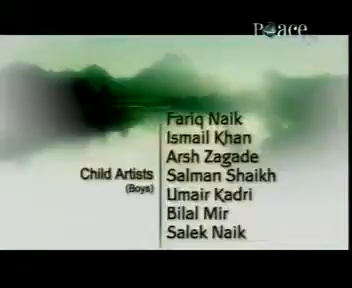 Peace
Child Artists
(Boys)
Fariq Naik
Ismail Khan
Arsh Zagade
Salman Shaikh
Umair Kadri
Bilal Mir
Salek Naik